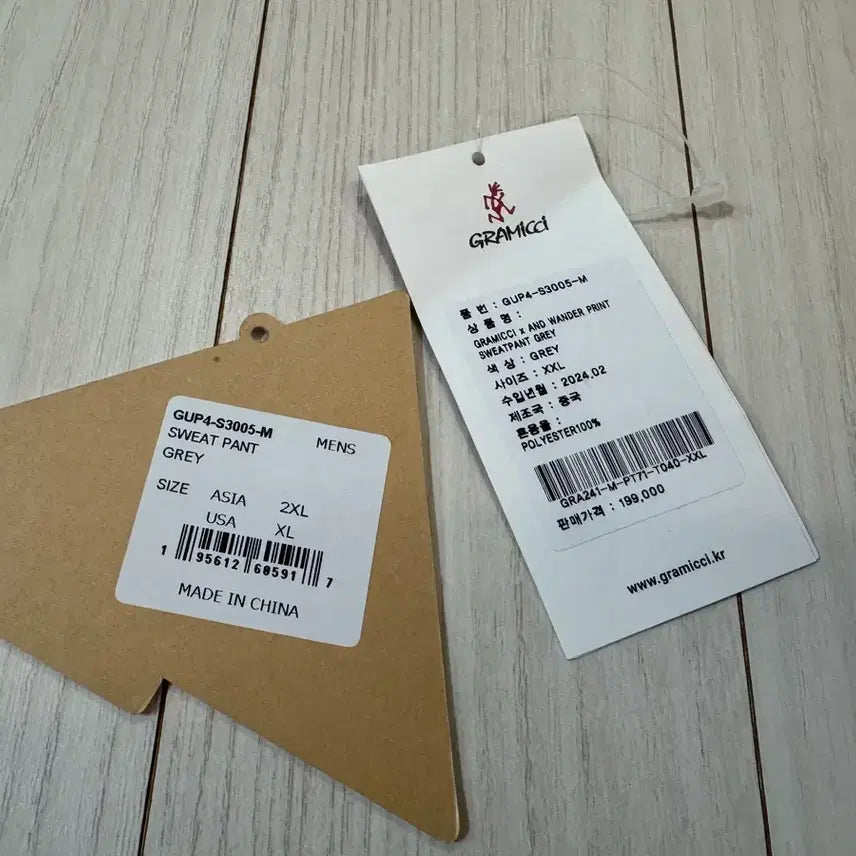 GUP4-S3005-M
SWEAT PANT MENS
GREY
SIZE ASIA 2XL
USA XL
1 95612 60591 7
MADE IN CHINA
GRAMICCI
품 번 : GUP4-S3005-M
상 품 명 :
GRAMICCI x AND WANDER PRINT
SWEATPANT GREY
색 상 : GREY
사이즈 : XXL
수입년월 : 2024.02
제조국 : 중국
혼용률 :
POLYESTER100%
GRA241-M-PT71-T040-XXL
판매가격 : 199,000
www.gramicci.kr